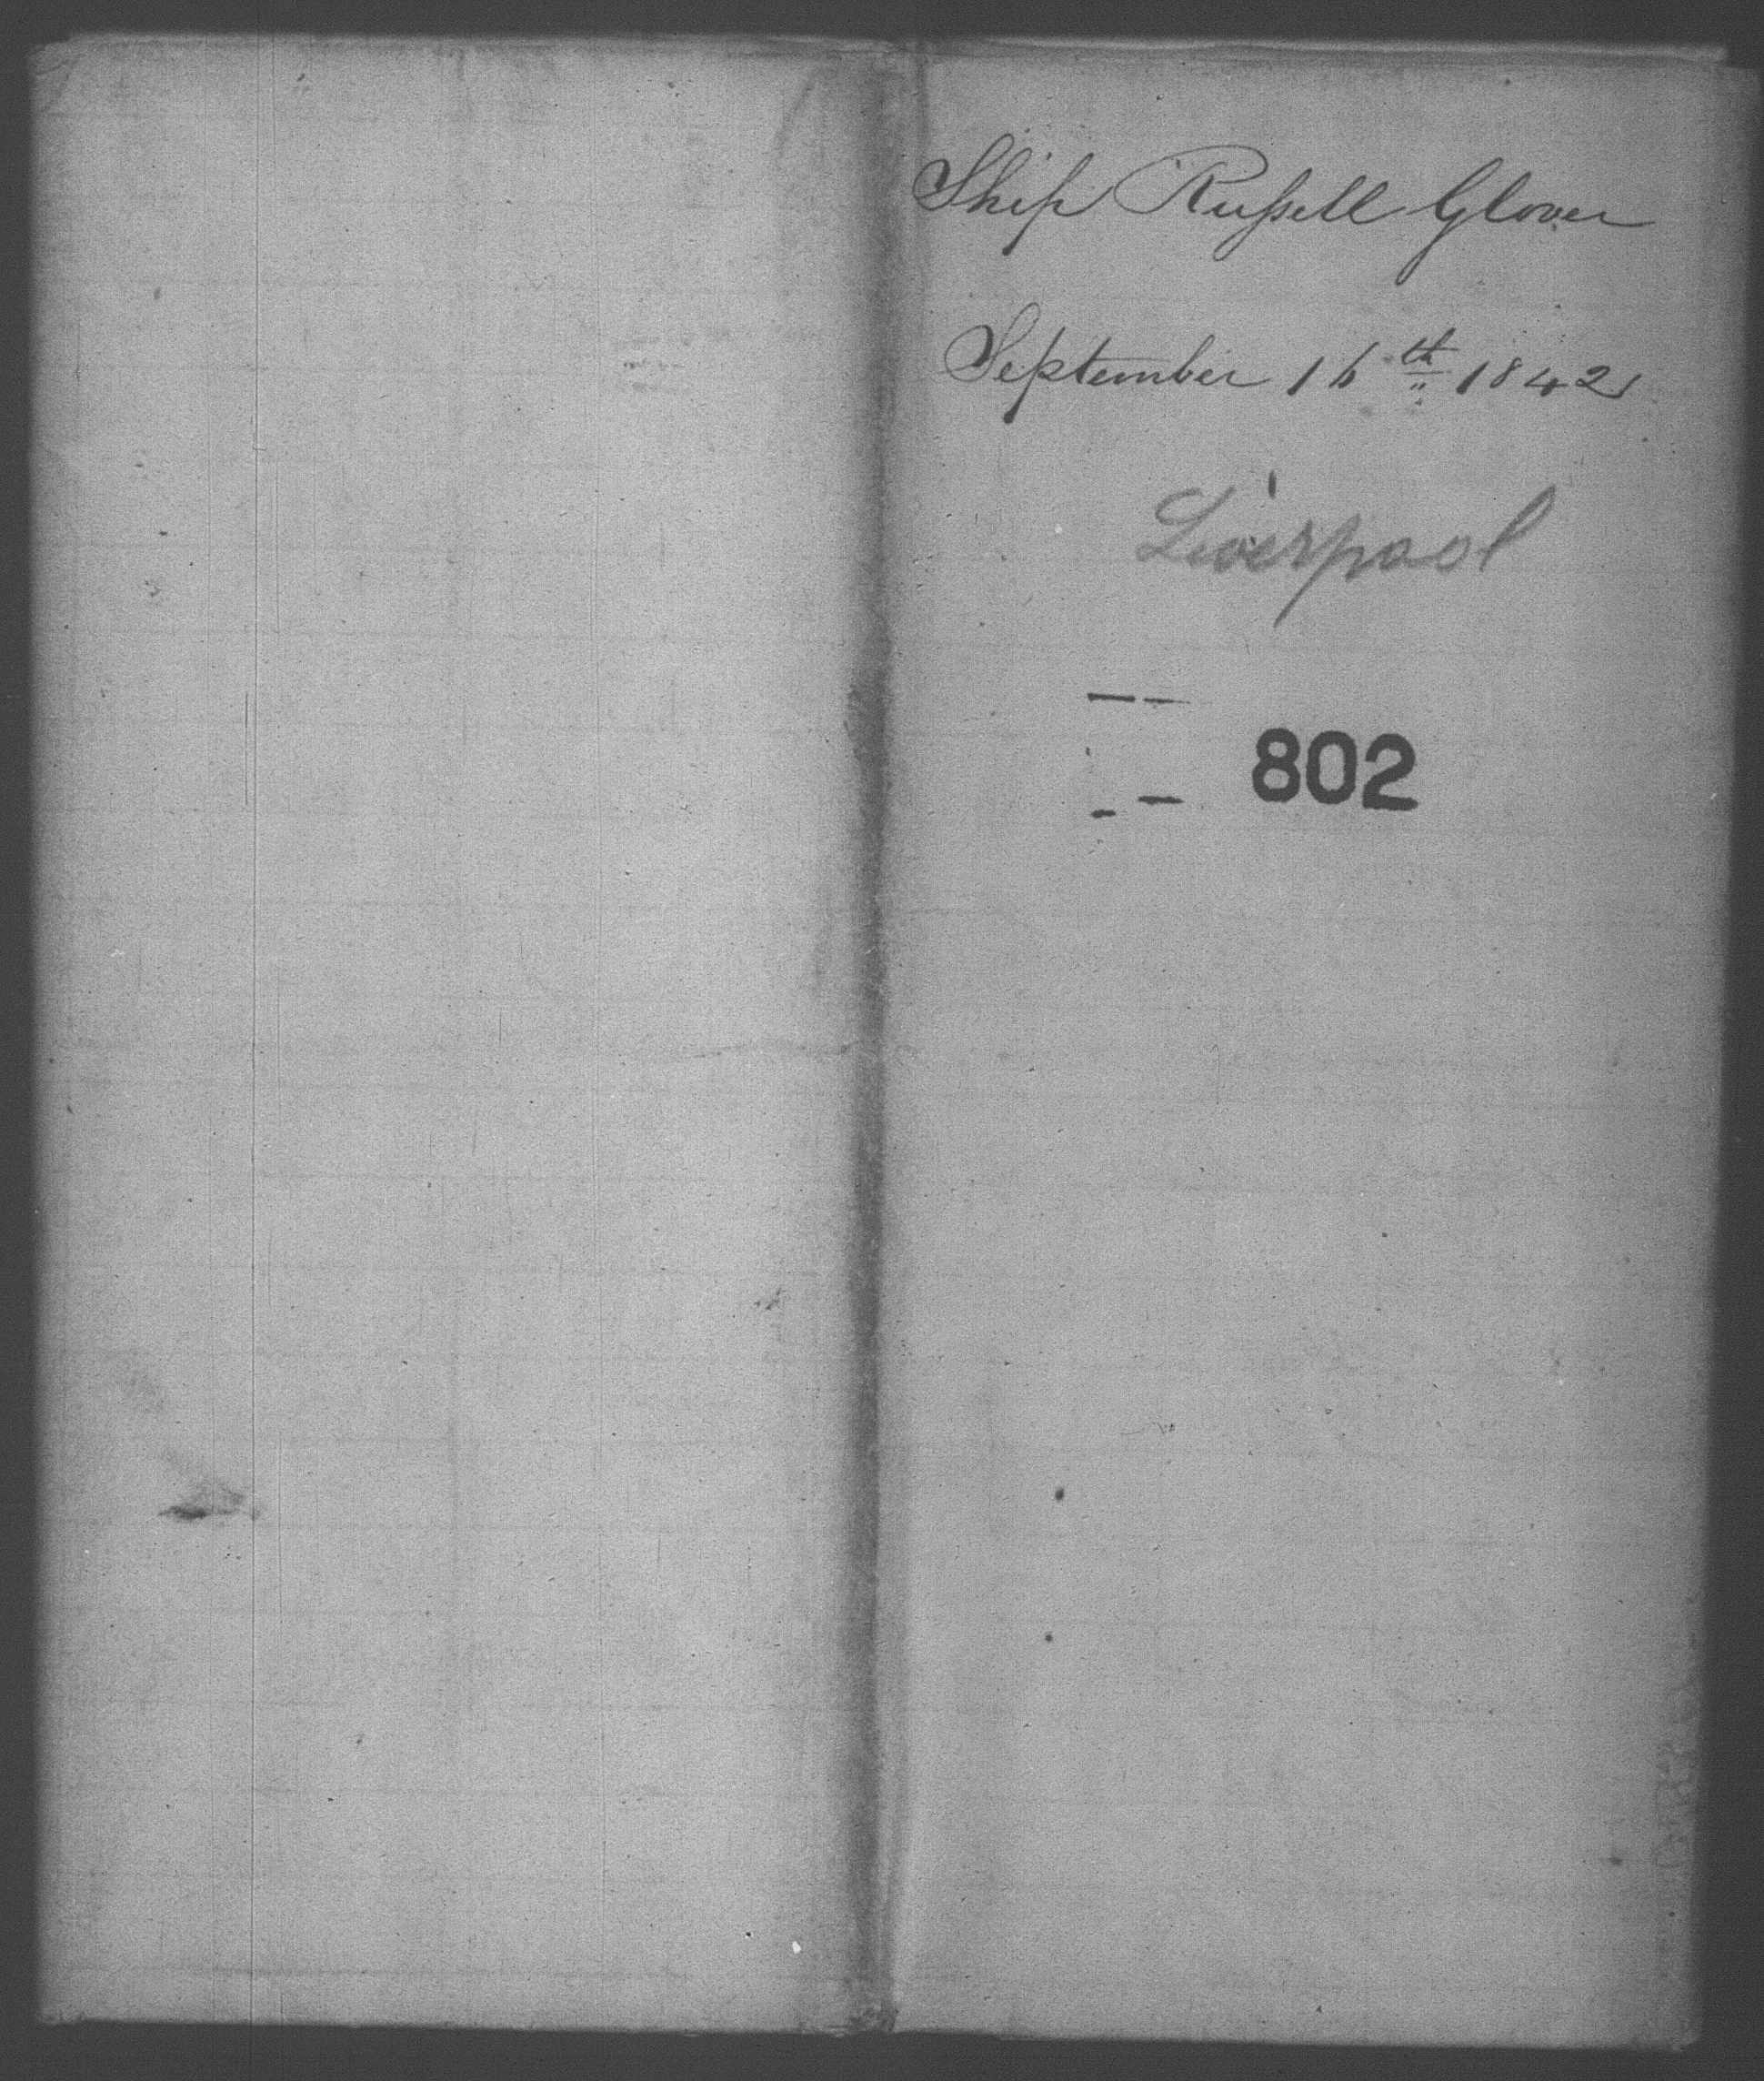 Ship Russell Glover
September 16th 1842
Liverpool
802